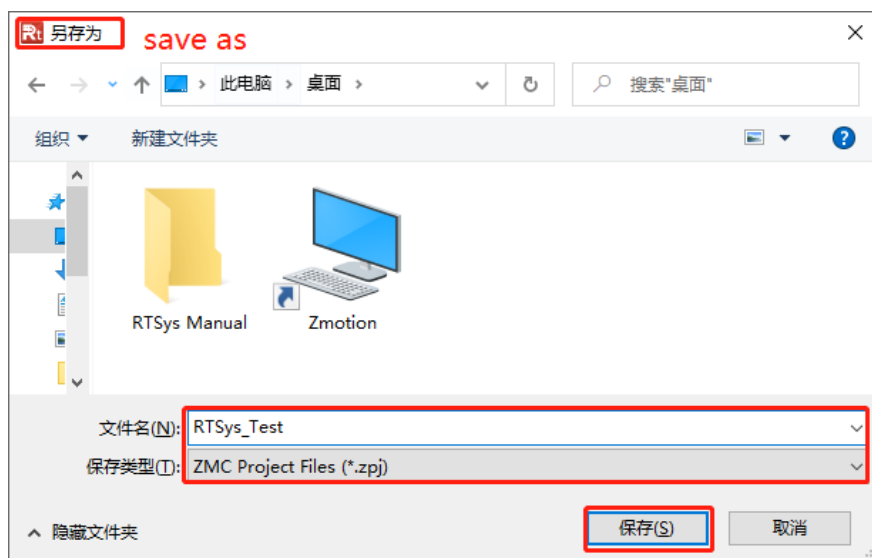 Rt 另存为 save as
此电脑 › 桌面 › 搜索"桌面"
组织 新建文件夹
RTSys Manual Zmotion
文件名(N): RTSys_Test
保存类型(T): ZMC Project Files (*.zpj)
隐藏文件夹 保存(S) 取消